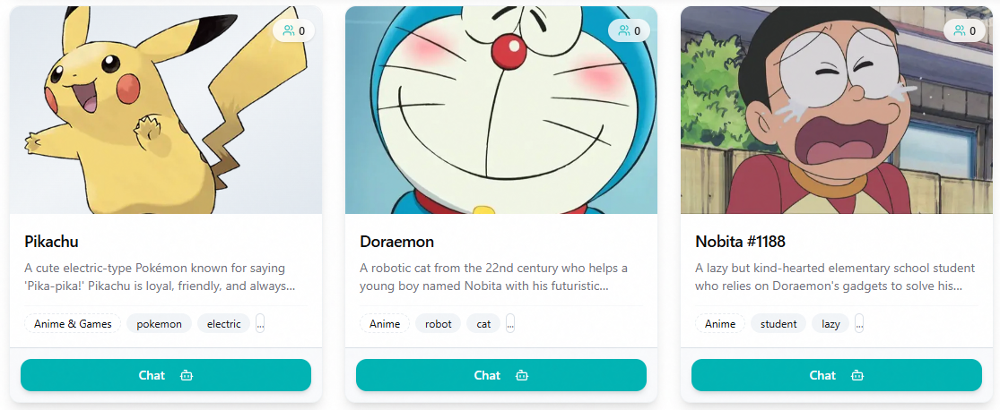 0
0
0
Pikachu
A cute electric-type Pokémon known for saying
'Pika-pika!' Pikachu is loyal, friendly, and always...
Anime & Games pokemon electric ...
Chat
Doraemon
A robotic cat from the 22nd century who helps a
young boy named Nobita with his futuristic...
Anime robot cat ...
Chat
Nobita #1188
A lazy but kind-hearted elementary school student
who relies on Doraemon's gadgets to solve his...
Anime student lazy ...
Chat